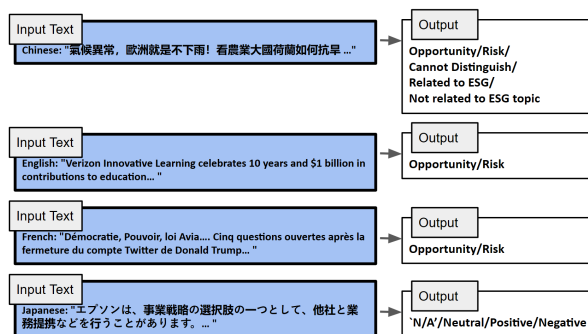 Input Text
Output
Chinese: "氣候異常，歐洲就是不下雨！看農業大國荷蘭如何抗旱 ..."
Opportunity/Risk/
Cannot Distinguish/
Related to ESG/
Not related to ESG topic
Input Text
Output
English: "Verizon Innovative Learning celebrates 10 years and $1 billion in
contributions to education... "
Opportunity/Risk
Input Text
Output
French: "Démocratie, Pouvoir, loi Avia.... Cinq questions ouvertes après la
fermeture du compte Twitter de Donald Trump... "
Opportunity/Risk
Input Text
Output
Japanese: "エプソンは、事業戦略の選択肢の一つとして、他社と業
務提携などを行うことがあります。... "
`N/A'/Neutral/Positive/Negative